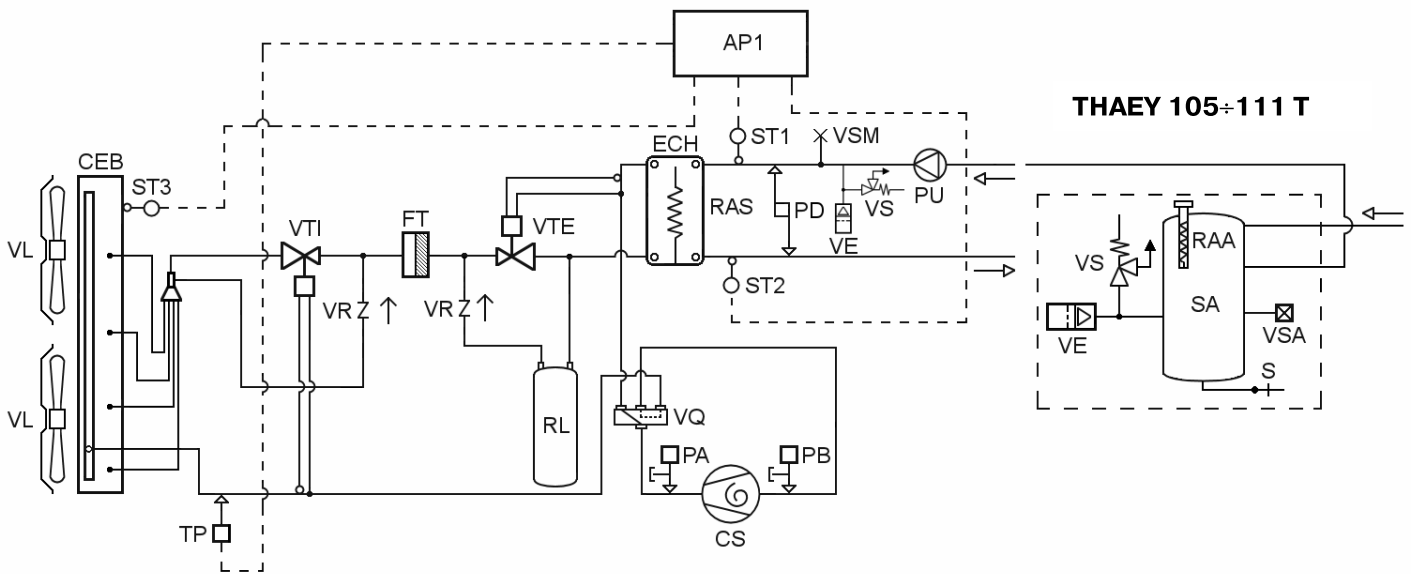 AP1
THAEY 105÷111 T
ST1
VSM
ECH
CEB
ST3
RAS
PD
VS
PU
VE
VTI
FT
VTE
VL
RAA
VS
VR
VR
ST2
SA
VE
VSA
S
VL
RL
VQ
PA
PB
TP
CS